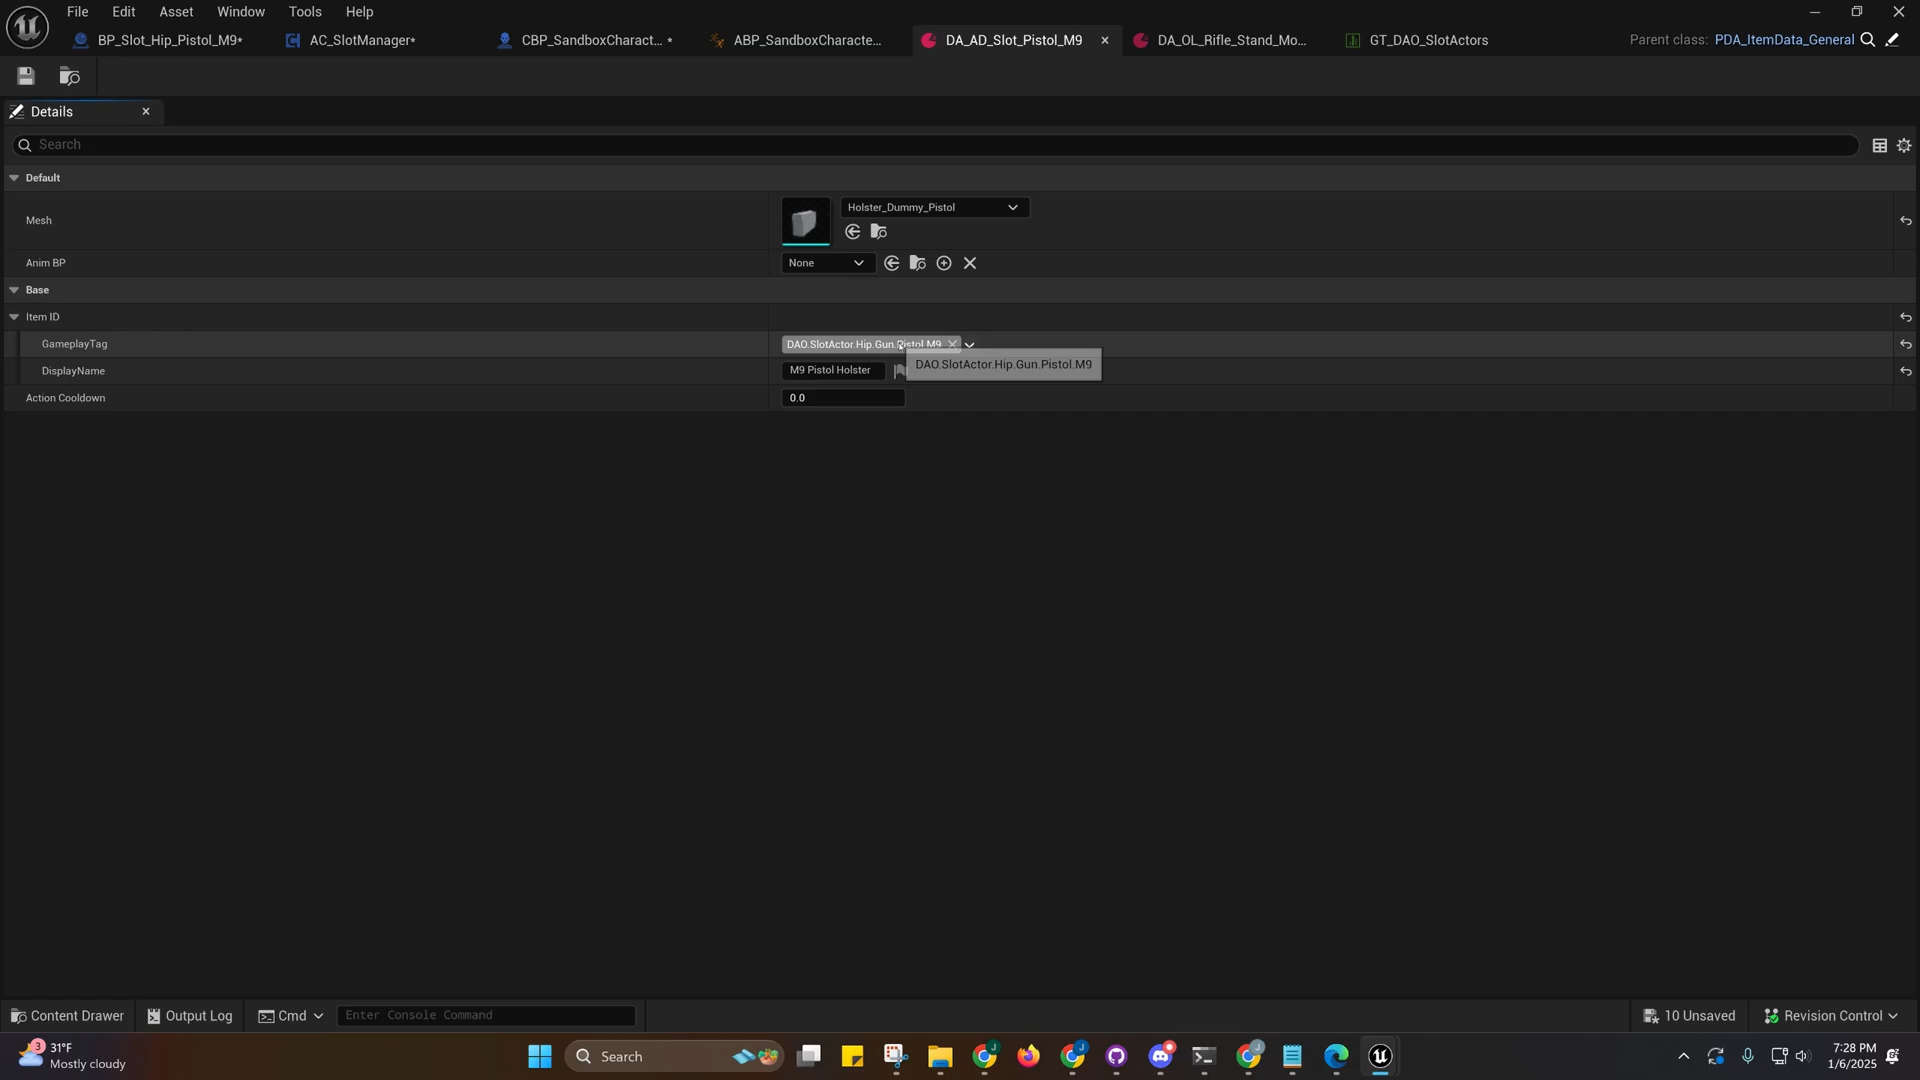 File Edit Asset Window Tools Help
BP_Slot_Hip_Pistol_M9* AC_SlotManager* CBP_SandboxCharact... * ABP_SandboxCharacte... DA_AD_Slot_Pistol_M9 DA_OL_Rifle_Stand_Mo... GT_DAO_SlotActors Parent class: PDA_ItemData_General
Details
Search
Default
Mesh Holster_Dummy_Pistol
Anim BP None
Base
Item ID
GameplayTag DAO.SlotActor.Hip.Gun.Pistol.M9
DAO.SlotActor.Hip.Gun.Pistol.M9
DisplayName M9 Pistol Holster
Action Cooldown 0.0
Content Drawer Output Log Cmd Enter Console Command 10 Unsaved Revision Control
3 31°F
Mostly cloudy
Search
7:28 PM
1/6/2025